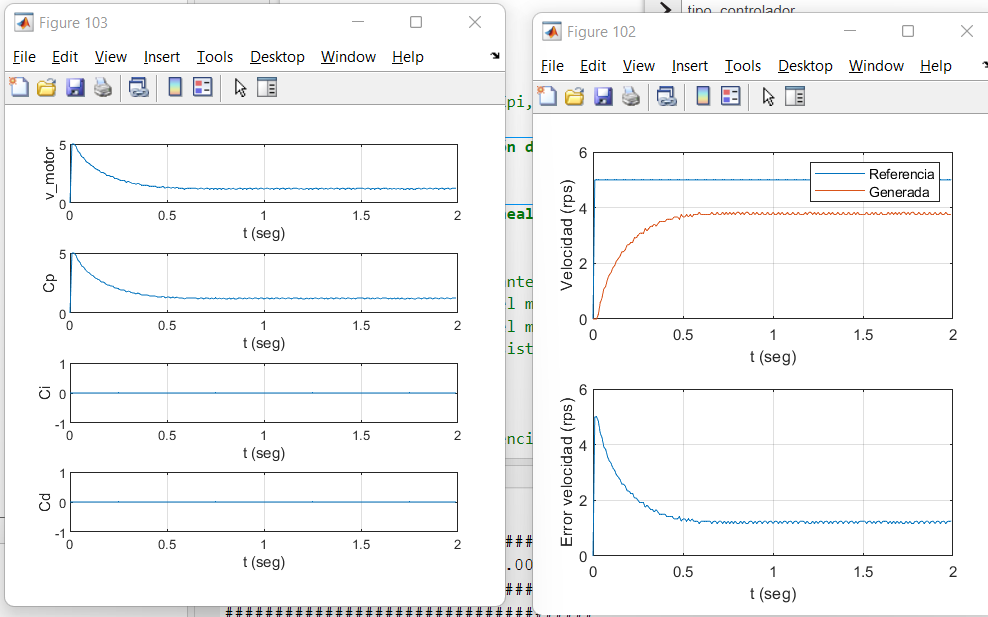 Figure 103
File Edit View Insert Tools Desktop Window Help
v_motor
5
0
0 0.5 1 1.5 2
t (seg)
Cp
5
0
0 0.5 1 1.5 2
t (seg)
Ci
1
0
-1
0 0.5 1 1.5 2
t (seg)
Cd
1
0
-1
0 0.5 1 1.5 2
t (seg)
tipo_controlador
pi,
Figure 102
File Edit View Insert Tools Desktop Window Help
Velocidad (rps)
6
4
2
0
Referencia
Generada
0 0.5 1 1.5 2
t (seg)
Error velocidad (rps)
6
4
2
0
0 0.5 1 1.5 2
t (seg)